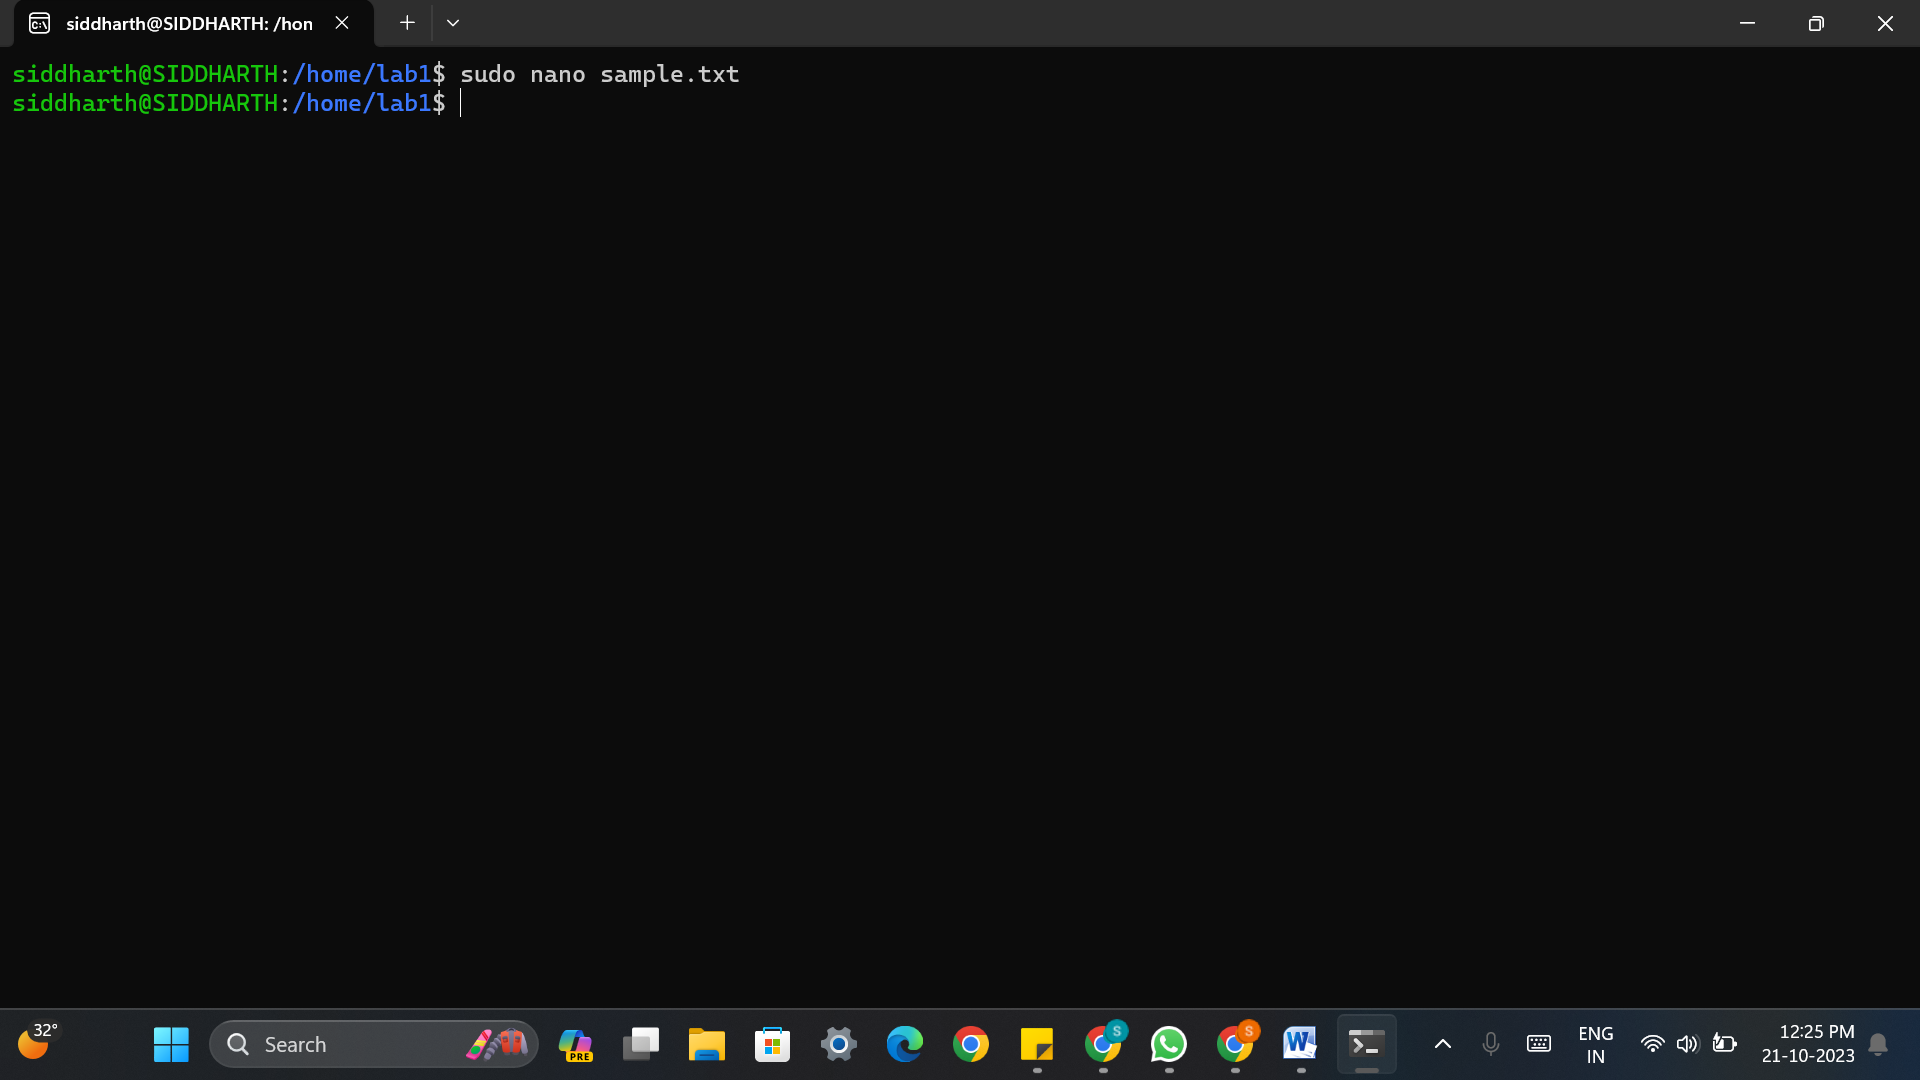 siddharth@SIDDHARTH: /hon
siddharth@SIDDHARTH:/home/lab1$ sudo nano sample.txt
siddharth@SIDDHARTH:/home/lab1$
32°
Search
PRE
S
S
W
ENG
IN
12:25 PM
21-10-2023